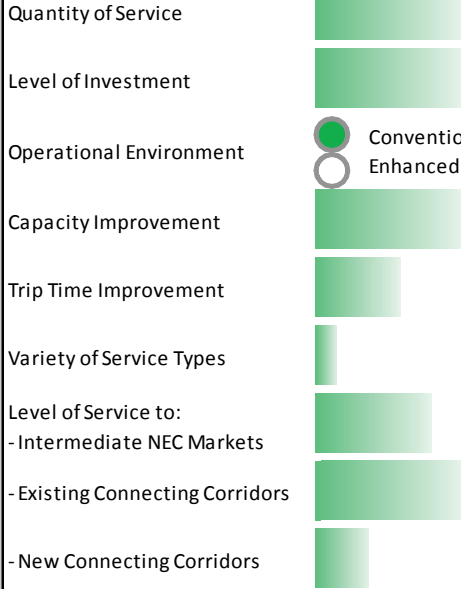 Quantity of Service
Level of Investment
Operational Environment
Conventio
Enhanced
Capacity Improvement
Trip Time Improvement
Variety of Service Types
Level of Service to:
- Intermediate NEC Markets
- Existing Connecting Corridors
- New Connecting Corridors